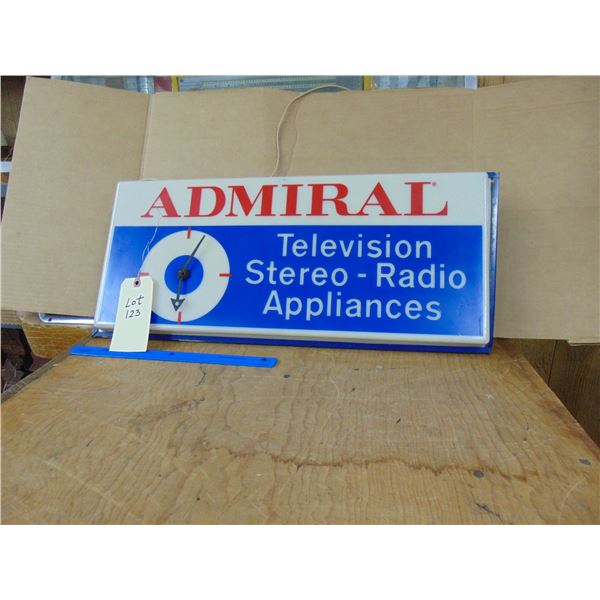 ADMIRAL®
Television
Stereo - Radio
Appliances
Lot
123